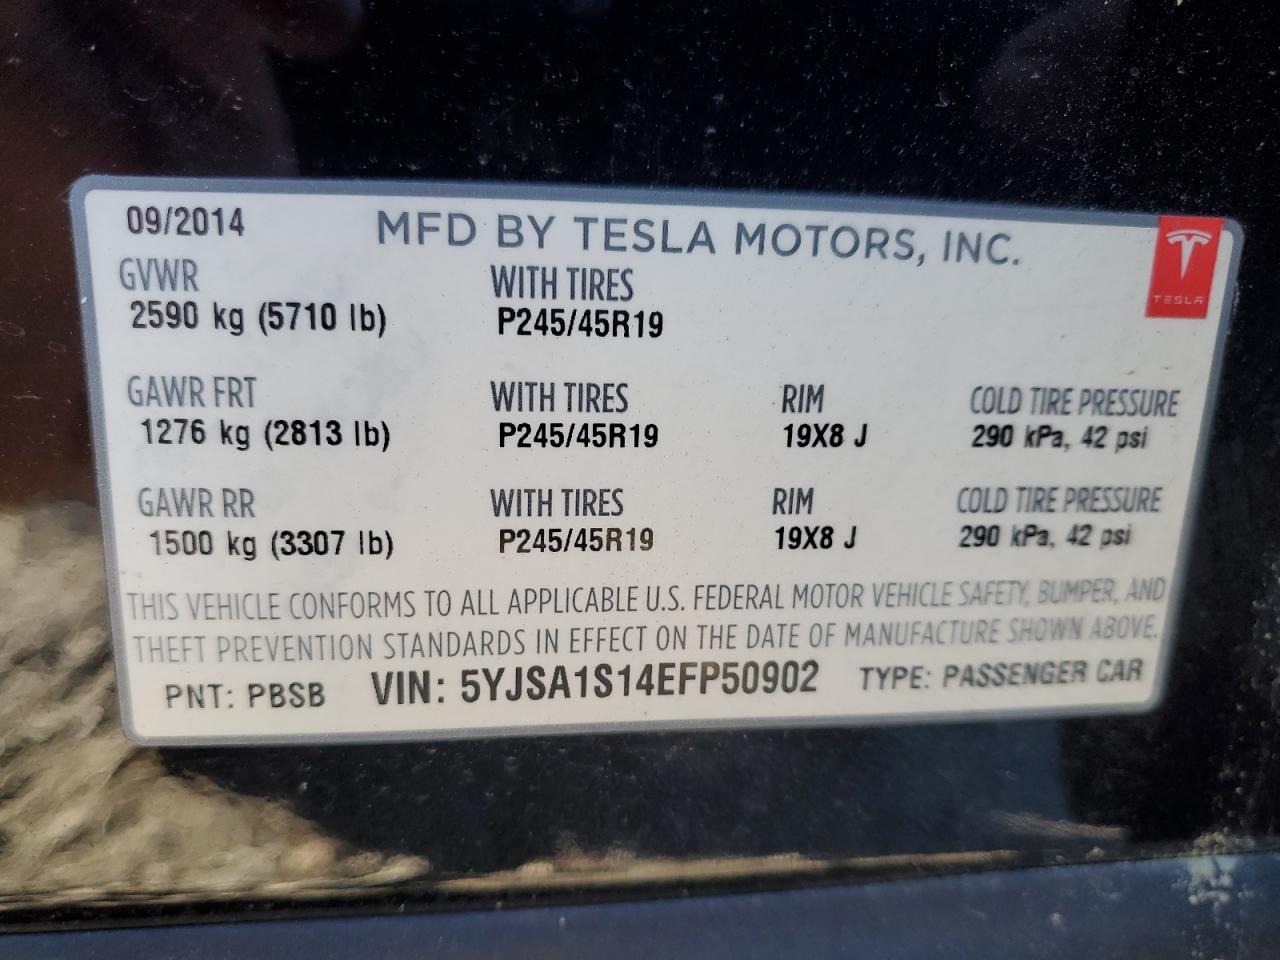 09/2014 MFD BY TESLA MOTORS, INC.
TESLA
GVWR WITH TIRES
2590 kg (5710 lb) P245/45R19
GAWR FRT WITH TIRES RIM COLD TIRE PRESSURE
1276 kg (2813 lb) P245/45R19 19X8 J 290 kPa, 42 psi
GAWR RR WITH TIRES RIM COLD TIRE PRESSURE
1500 kg (3307 lb) P245/45R19 19X8 J 290 kPa, 42 psi
THIS VEHICLE CONFORMS TO ALL APPLICABLE U.S. FEDERAL MOTOR VEHICLE SAFETY, BUMPER, AND
THEFT PREVENTION STANDARDS IN EFFECT ON THE DATE OF MANUFACTURE SHOWN ABOVE.
PNT: PBSB VIN: 5YJSA1S14EFP50902 TYPE: PASSENGER CAR